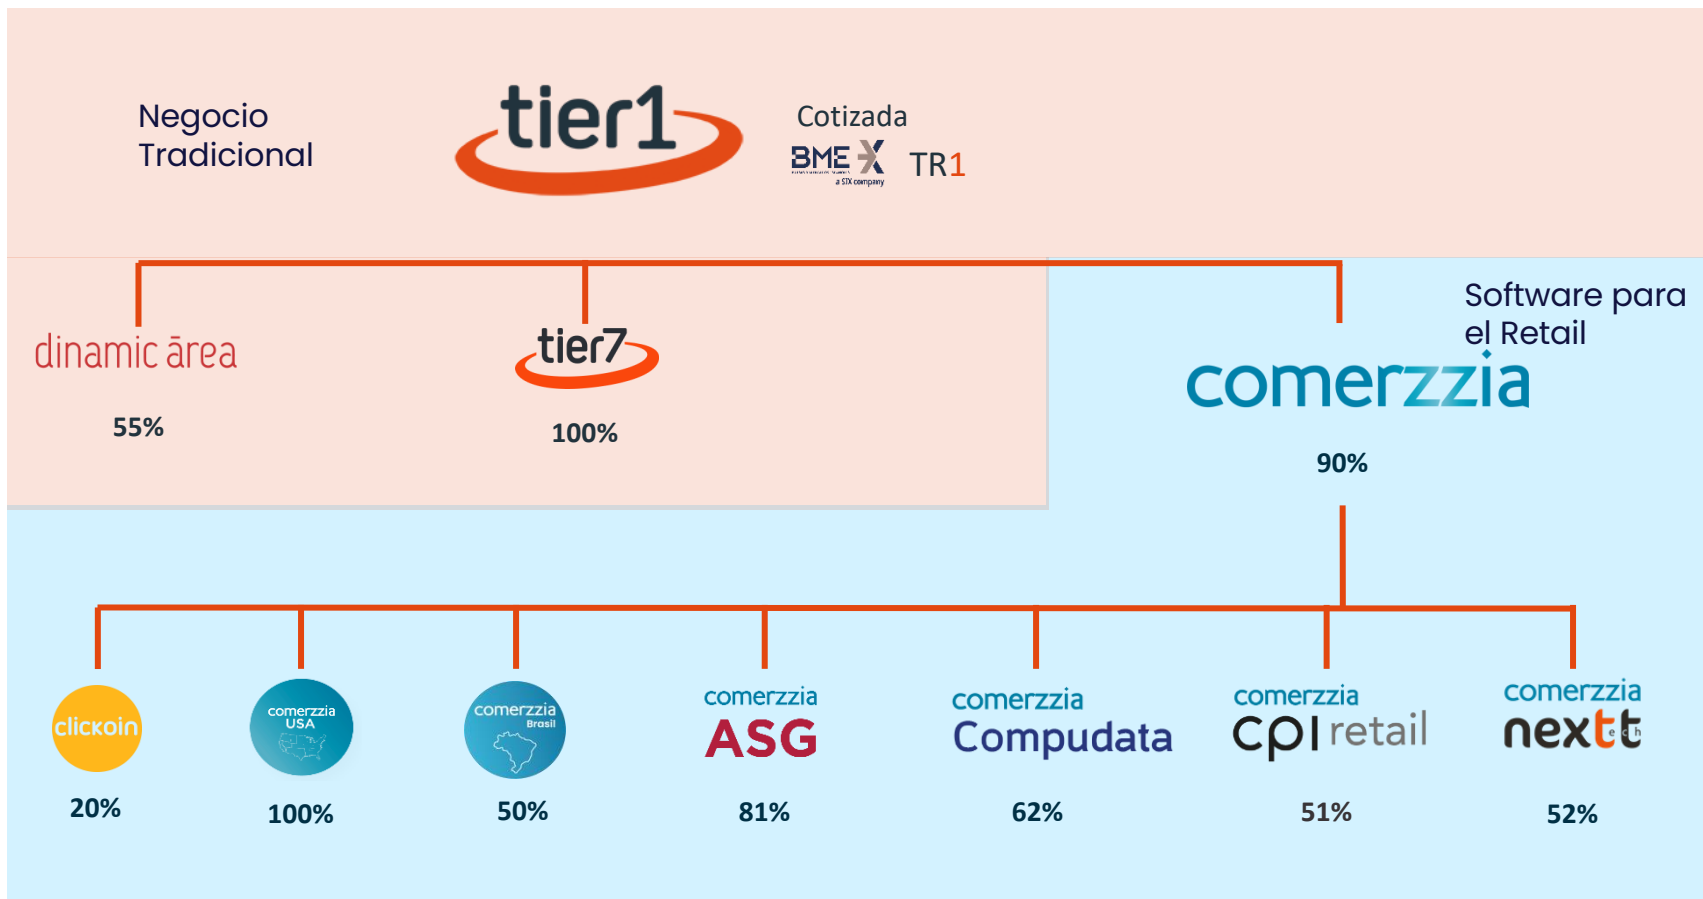 Negocio
Tradicional
tier1
Cotizada
BME X
a SIX company
TR1
Software para
el Retail
dinamic ārea
55%
tier7
100%
comerzzia
90%
clickoin
20%
comerzzia
USA
100%
comerzzia
Brasil
50%
comerzzia
ASG
81%
comerzzia
Compudata
62%
comerzzia
cpi retail
51%
comerzzia
nextt
ech
52%